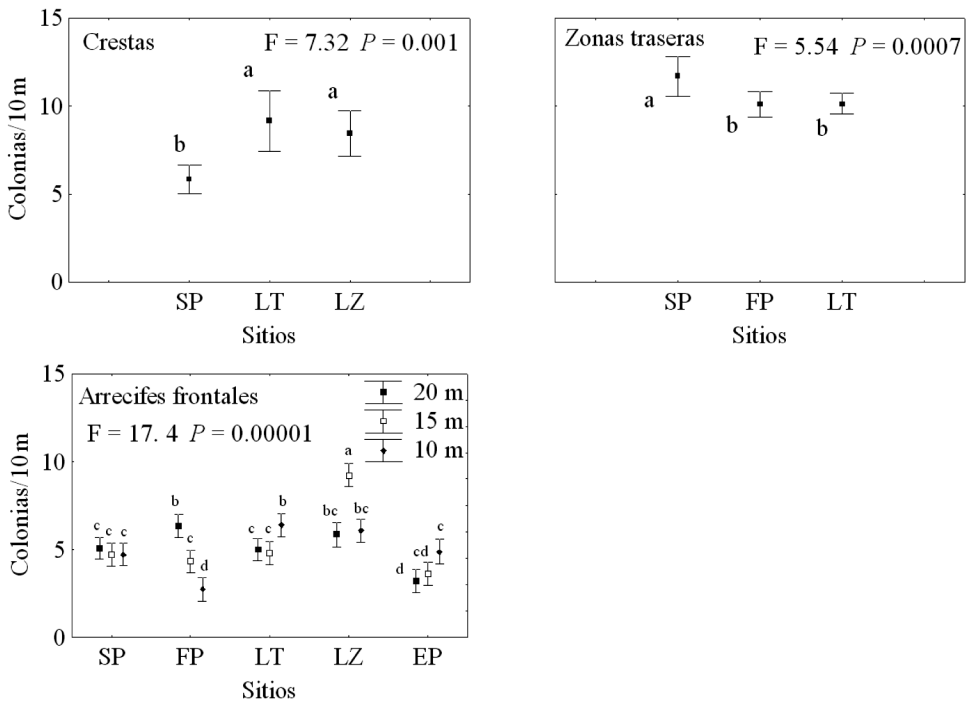 15
10
5
0
Colonias/10 m
Crestas
F = 7.32 P = 0.001
b
a
a
SP LT LZ
Sitios
Zonas traseras
F = 5.54 P = 0.0007
a
b
b
SP FP LT
Sitios
15
10
5
0
Colonias/10m
Arrecifes frontales
F = 17. 4 P = 0.00001
20 m
15 m
10 m
c c c
b
c
d
c c
b
bc
a
bc
d
cd
c
SP FP LT LZ EP
Sitios